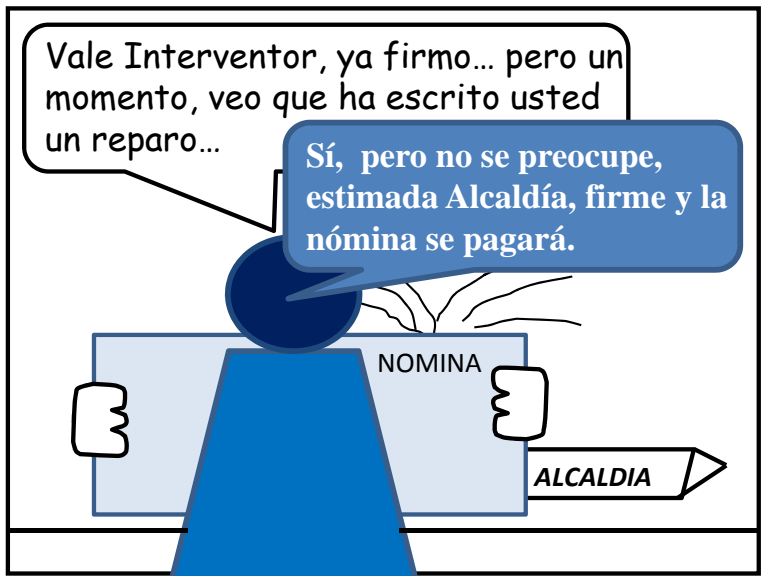 Vale Interventor, ya firmo… pero un
momento, veo que ha escrito usted
un reparo…
Sí, pero no se preocupe,
estimada Alcaldía, firme y la
nómina se pagará.
NOMINA
ALCALDIA